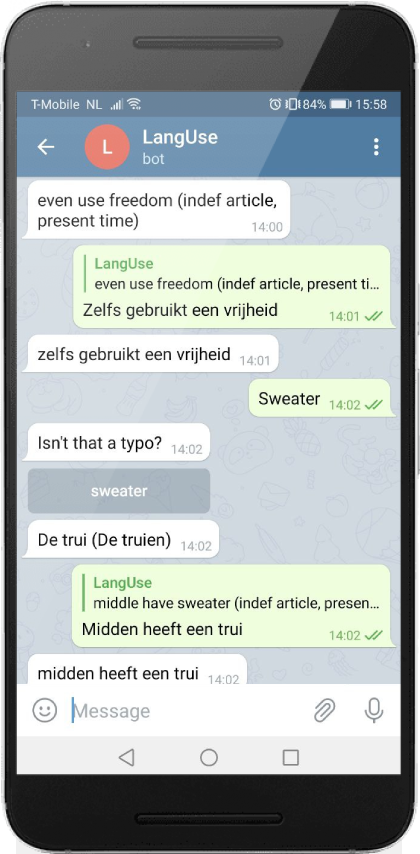 T-Mobile NL 84% 15:58
L
LangUse
bot
even use freedom (indef article,
present time)
14:00
LangUse
even use freedom (indef article, present ti...
Zelfs gebruikt een vrijheid
14:01
zelfs gebruikt een vrijheid 14:01
Sweater 14:02
Isn't that a typo? 14:02
sweater
De trui (De truien) 14:02
LangUse
middle have sweater (indef article, presen...
Midden heeft een trui
14:02
midden heeft een trui 14:02
Message